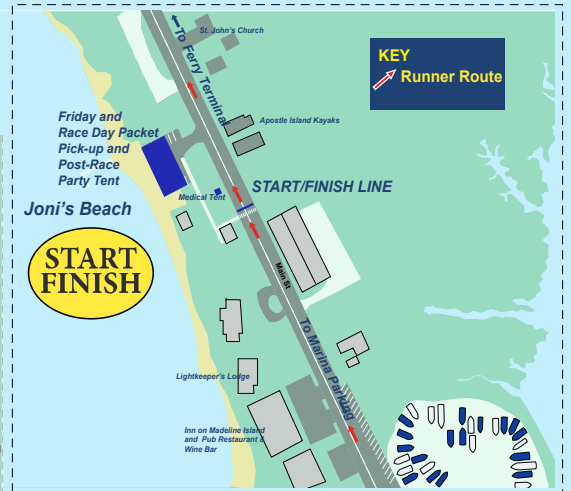 St. John's Church
To Ferry Terminal
KEY
Runner Route
Friday and
Race Day Packet
Pick-up and
Post-Race
Party Tent
Apostle Island Kayaks
Medical Tent
START/FINISH LINE
Joni's Beach
START
FINISH
Main St
To Marina Parking
Lightkeeper's Lodge
Inn on Madeline Island
and Pub Restaurant &
Wine Bar